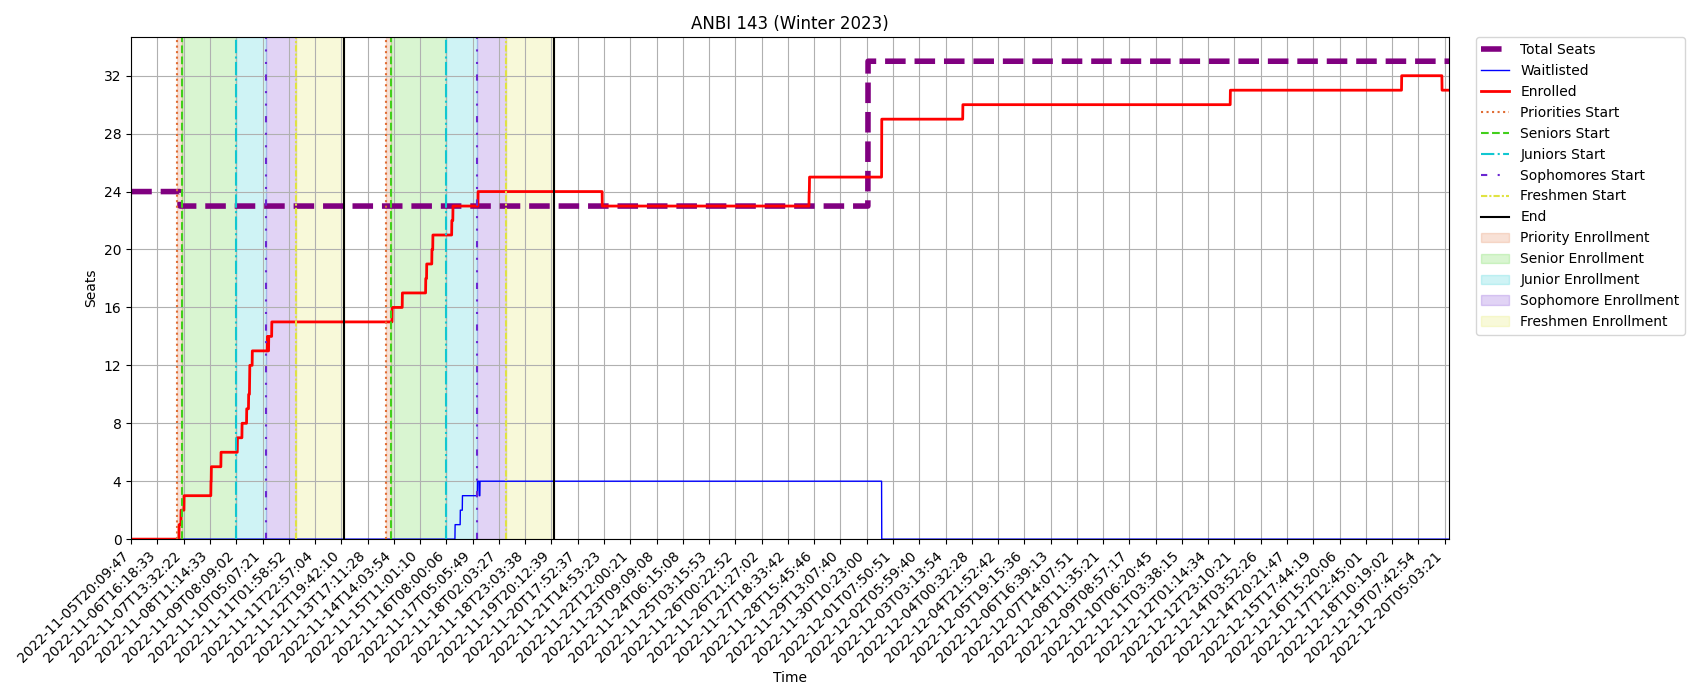 ANBI 143 (Winter 2023)
Seats
32
28
24
20
16
12
8
4
0
2022-11-05T20:09:47
2022-11-06T16:18:33
2022-11-07T13:32:22
2022-11-08T11:14:33
2022-11-09T08:09:02
2022-11-10T05:07:21
2022-11-11T01:58:52
2022-11-11T22:57:04
2022-11-12T19:42:10
2022-11-13T17:11:28
2022-11-14T14:03:54
2022-11-15T11:01:10
2022-11-16T08:00:06
2022-11-17T05:05:49
2022-11-18T02:03:27
2022-11-18T23:03:38
2022-11-19T20:12:39
2022-11-20T17:52:37
2022-11-21T14:53:23
2022-11-22T12:00:21
2022-11-23T09:09:08
2022-11-24T06:15:08
2022-11-25T03:15:53
2022-11-26T00:22:52
2022-11-26T21:27:02
2022-11-27T18:33:42
2022-11-28T15:45:46
2022-11-29T13:07:40
2022-11-30T10:23:00
2022-12-01T07:50:51
2022-12-02T05:59:40
2022-12-03T03:13:54
2022-12-04T00:32:28
2022-12-04T21:52:42
2022-12-05T19:15:36
2022-12-06T16:39:13
2022-12-07T14:07:51
2022-12-08T11:35:21
2022-12-09T08:57:17
2022-12-10T06:20:45
2022-12-11T03:38:15
2022-12-12T01:14:34
2022-12-12T23:10:21
2022-12-14T03:52:26
2022-12-14T20:21:47
2022-12-15T17:44:19
2022-12-16T15:20:06
2022-12-17T12:45:01
2022-12-18T10:19:02
2022-12-19T07:42:54
2022-12-20T05:03:21
Time
Total Seats
Waitlisted
Enrolled
Priorities Start
Seniors Start
Juniors Start
Sophomores Start
Freshmen Start
End
Priority Enrollment
Senior Enrollment
Junior Enrollment
Sophomore Enrollment
Freshmen Enrollment